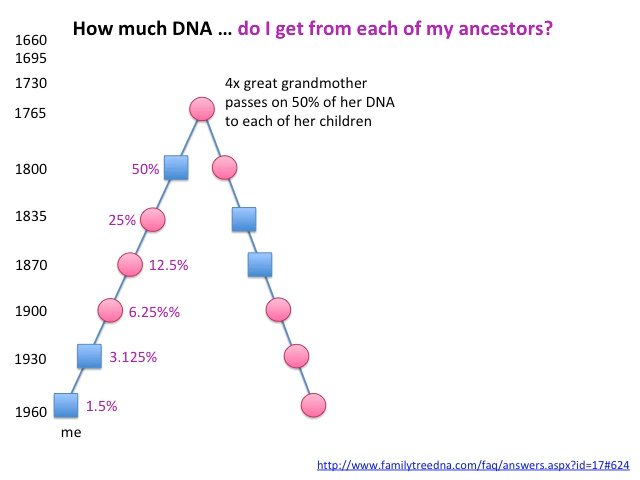 How much DNA … do I get from each of my ancestors?
1660
1695
1730
4x great grandmother
passes on 50% of her DNA
to each of her children
1765
1800
50%
1835
25%
1870
12.5%
1900
6.25%%
1930
3.125%
1960
1.5%
me
http://www.familytreedna.com/faq/answers.aspx?id=17#624